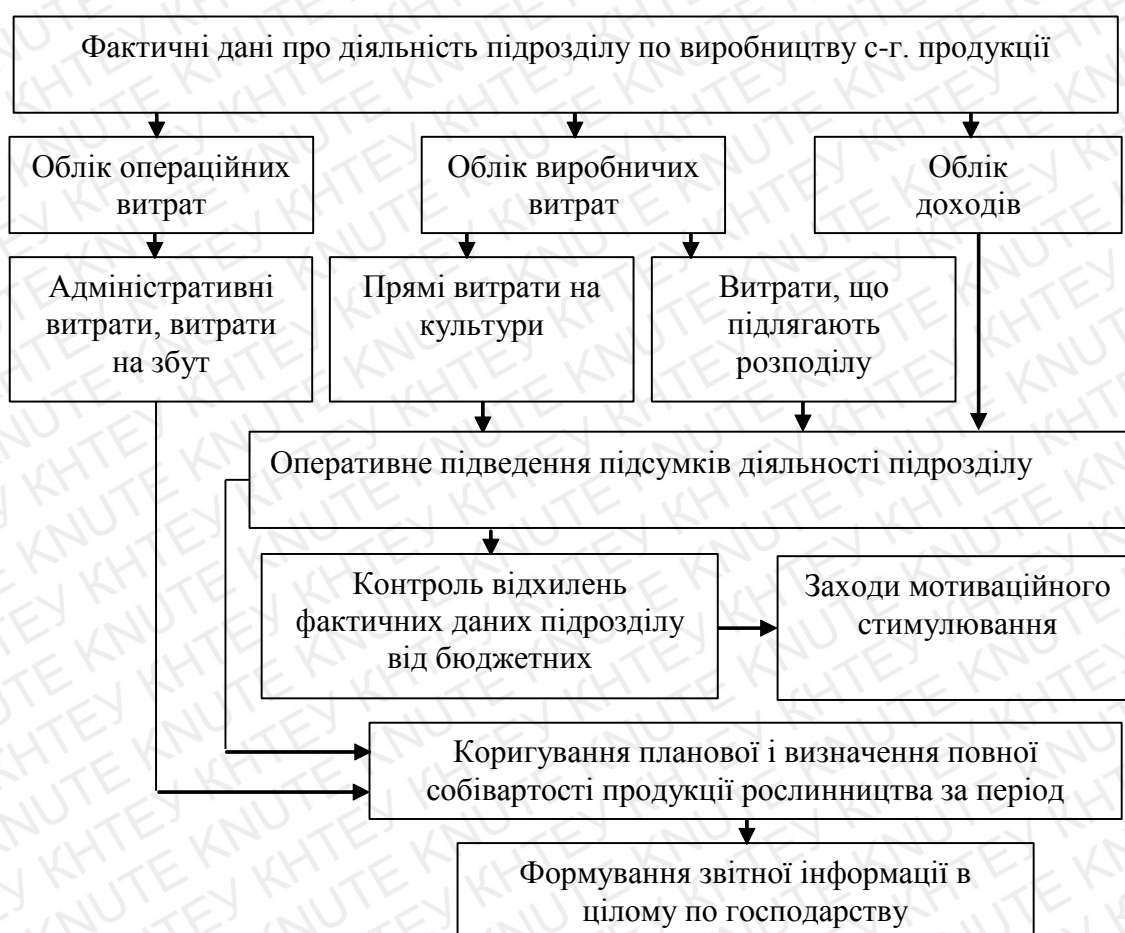 Фактичні дані про діяльність підрозділу по виробництву с-г. продукції
Облік операційних
витрат
Облік виробничих
витрат
Облік
доходів
Адміністративні
витрати, витрати
на збут
Прямі витрати на
культури
Витрати, що
підлягають
розподілу
Оперативне підведення підсумків діяльності підрозділу
Контроль відхилень
фактичних даних підрозділу
від бюджетних
Заходи мотиваційного
стимулювання
Коригування планової і визначення повної
собівартості продукції рослинництва за період
Формування звітної інформації в
цілому по господарству